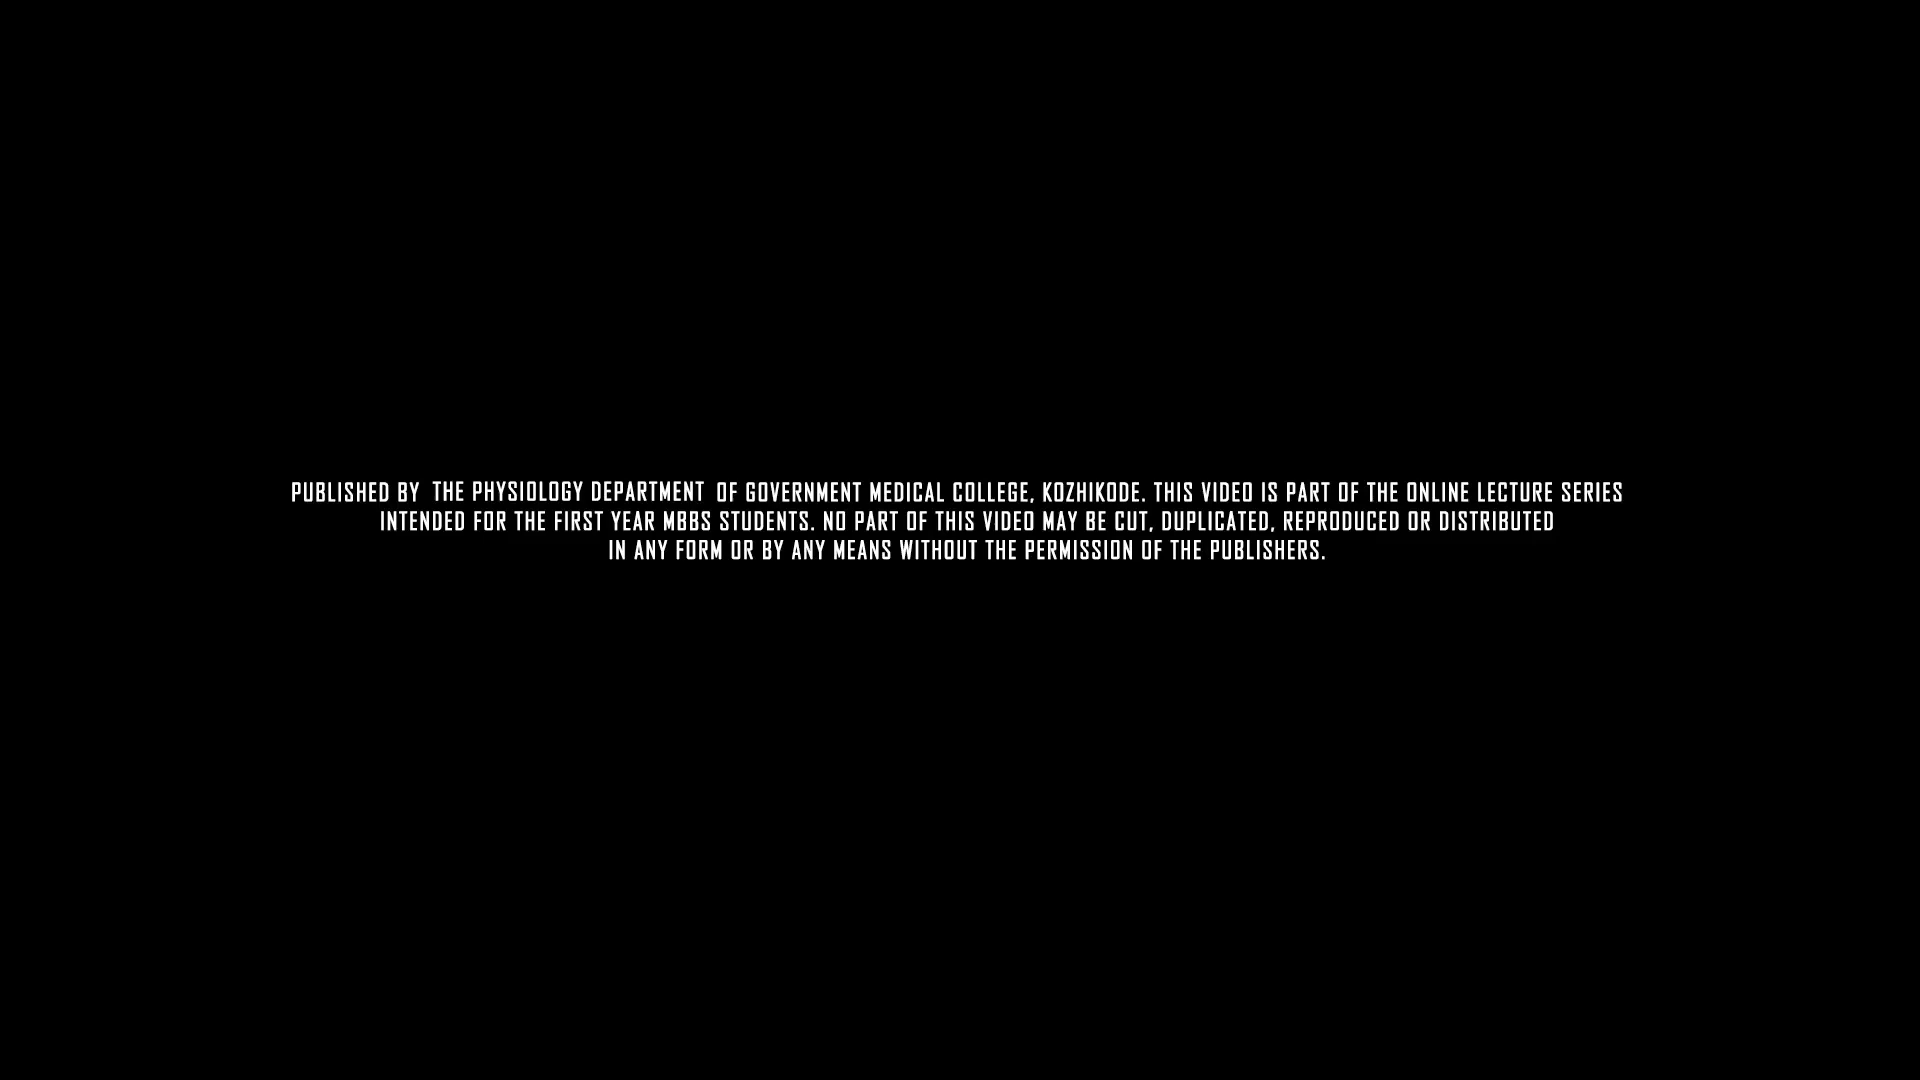 PUBLISHED BY THE PHYSIOLOGY DEPARTMENT OF GOVERNMENT MEDICAL COLLEGE, KOZHIKODE. THIS VIDEO IS PART OF THE ONLINE LECTURE SERIES
INTENDED FOR THE FIRST YEAR MBBS STUDENTS. NO PART OF THIS VIDEO MAY BE CUT, DUPLICATED, REPRODUCED OR DISTRIBUTED
IN ANY FORM OR BY ANY MEANS WITHOUT THE PERMISSION OF THE PUBLISHERS.